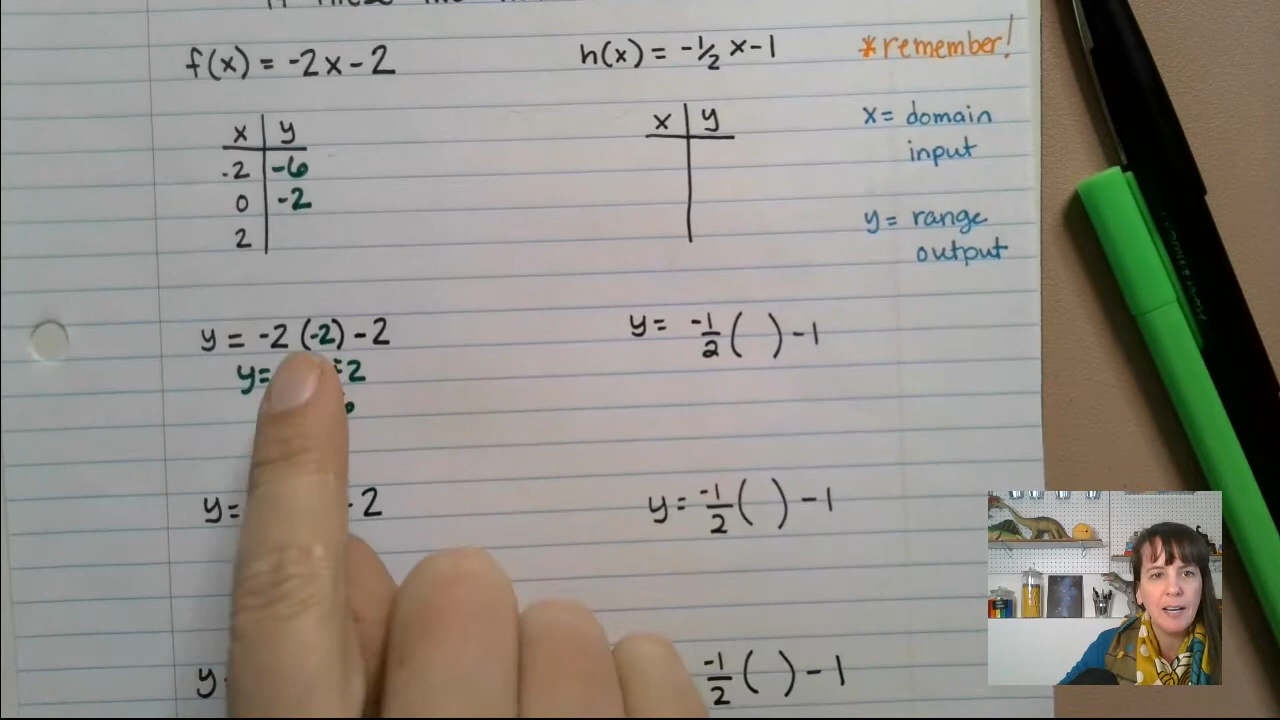 f(x) = -2x - 2
h(x) = -1/2 x - 1
*remember!
x | y
-2 | -6
0 | -2
2
x | y
x = domain
input
y = range
output
y = -2 (-2) - 2
y= 2
y = -1/2 ( ) - 1
y= - 2
y = -1/2 ( ) - 1
y
-1/2 ( ) - 1